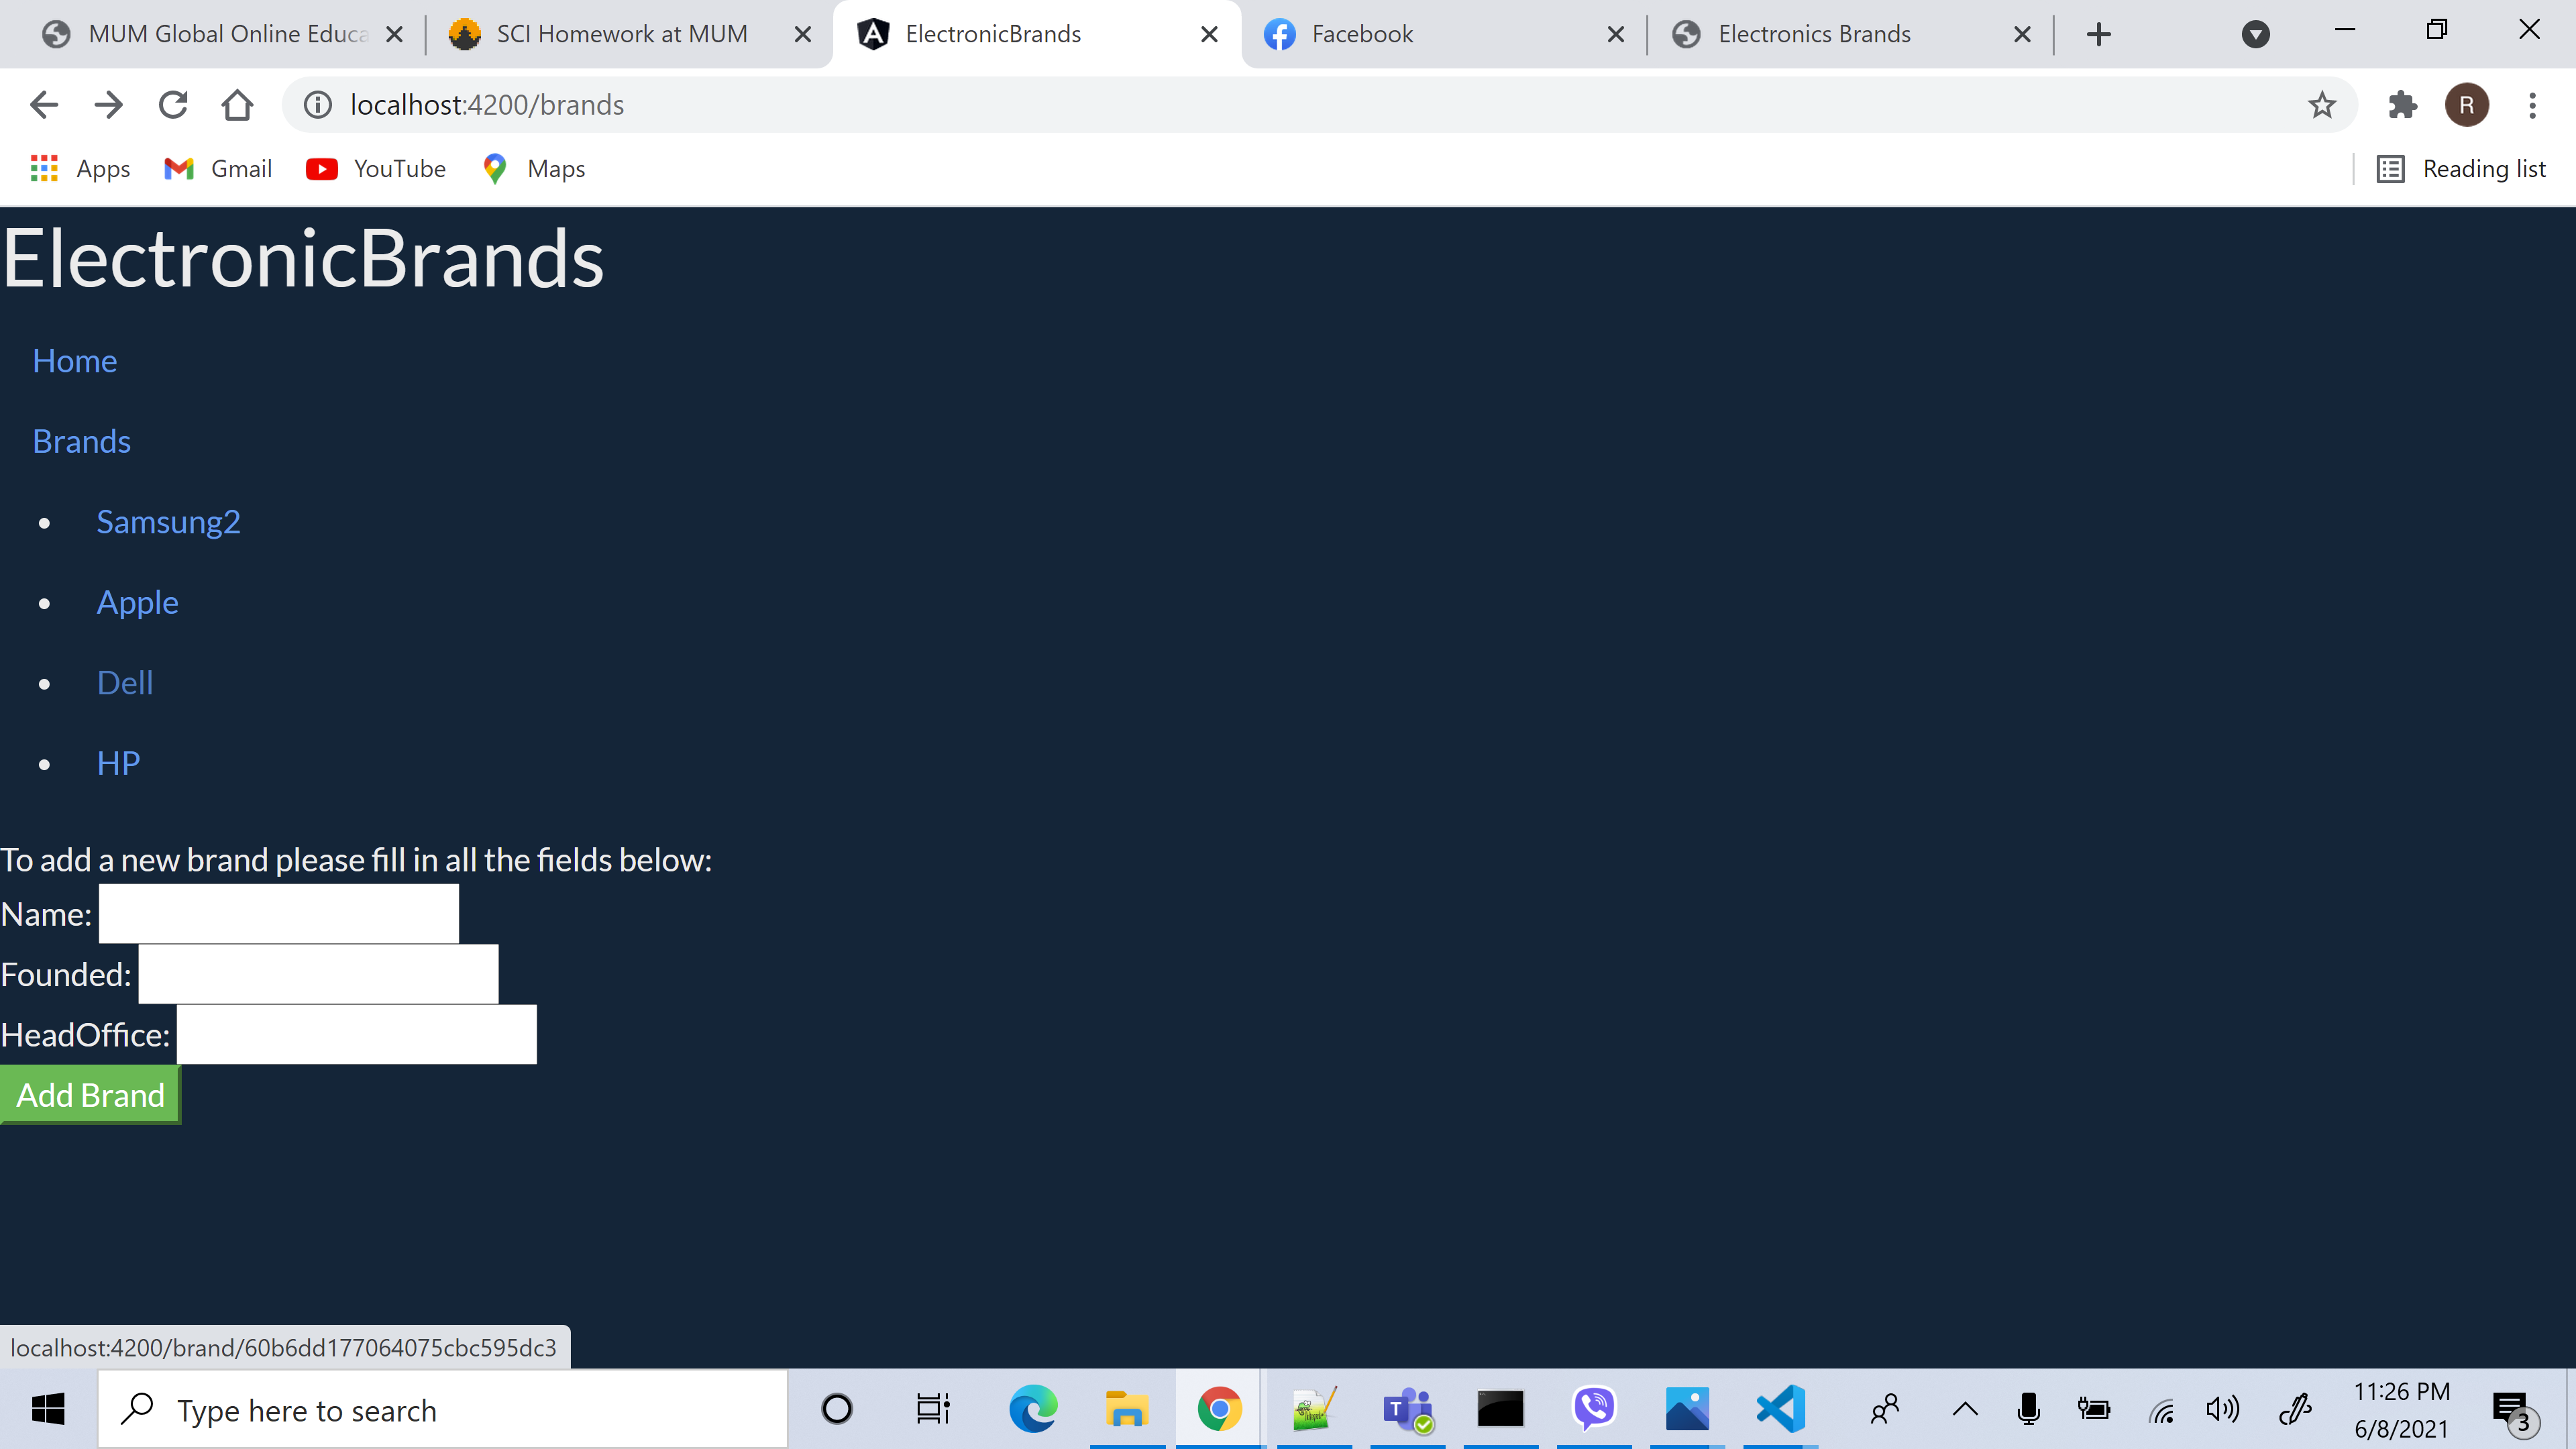 MUM Global Online Educa
SCI Homework at MUM
ElectronicBrands
Facebook
Electronics Brands
localhost:4200/brands
R
Apps
Gmail
YouTube
Maps
Reading list
ElectronicBrands
Home
Brands
• Samsung2
• Apple
• Dell
• HP
To add a new brand please fill in all the fields below:
Name:
Founded:
HeadOffice:
Add Brand
localhost:4200/brand/60b6dd177064075cbc595dc3
Type here to search
11:26 PM
6/8/2021
3